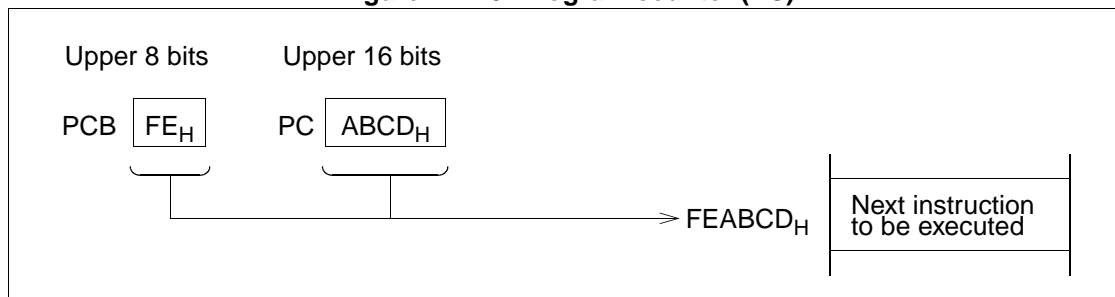 Upper 8 bits Upper 16 bits
PCB FEH PC ABCDH
FEABCDH
Next instruction
to be executed